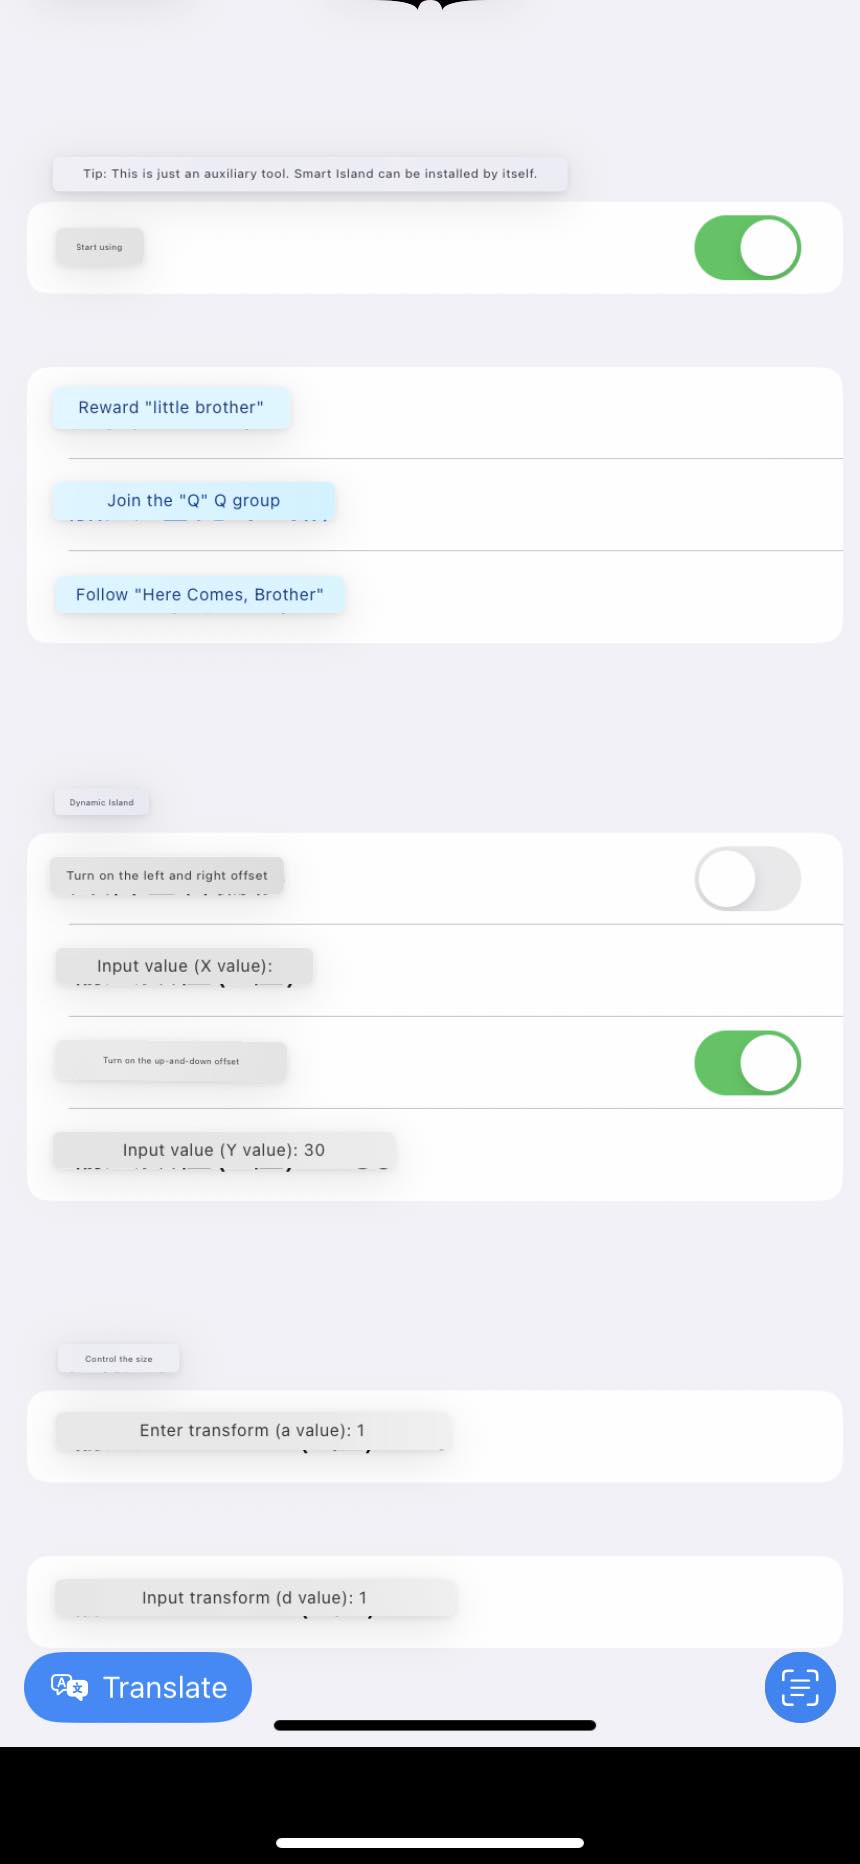 Tip: This is just an auxiliary tool. Smart Island can be installed by itself.
Start using
Reward "little brother"
Join the "Q" Q group
Follow "Here Comes, Brother"
Dynamic Island
Turn on the left and right offset
Input value (X value):
Turn on the up-and-down offset
Input value (Y value): 30
Control the size
Enter transform (a value): 1
Input transform (d value): 1
Translate